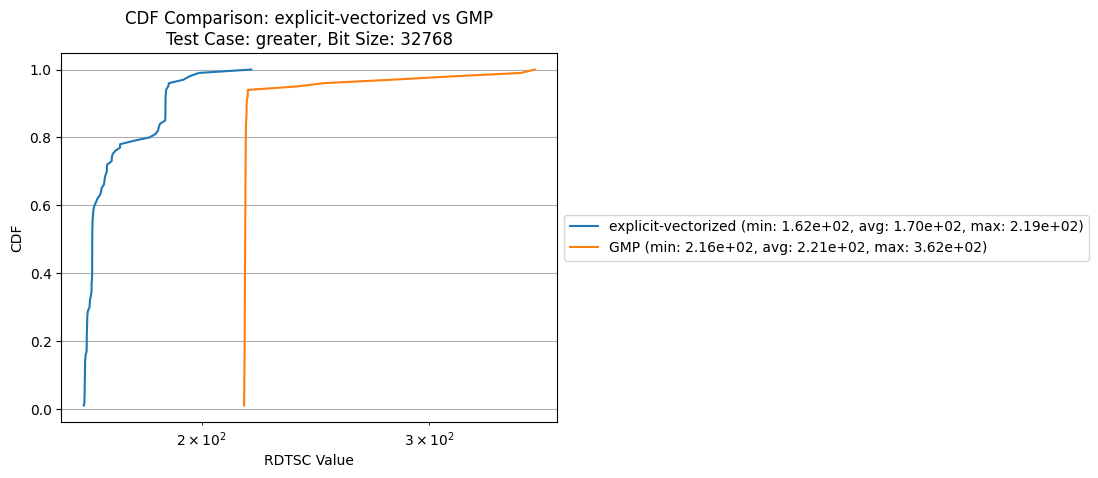 CDF Comparison: explicit-vectorized vs GMP
Test Case: greater, Bit Size: 32768
1.0
0.8
0.6
0.4
0.2
0.0
CDF
2 × 10²
3 × 10²
RDTSC Value
explicit-vectorized (min: 1.62e+02, avg: 1.70e+02, max: 2.19e+02)
GMP (min: 2.16e+02, avg: 2.21e+02, max: 3.62e+02)